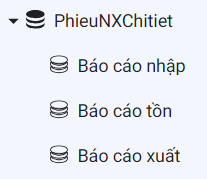 PhieuNXChitiet
Báo cáo nhập
Báo cáo tồn
Báo cáo xuất